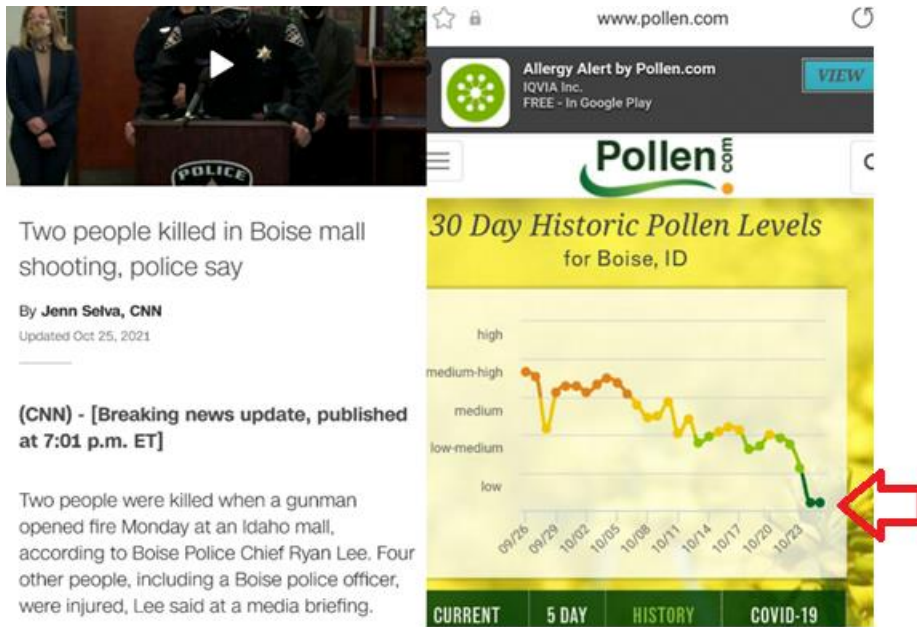 POLICE
Two people killed in Boise mall
shooting, police say
By Jenn Selva, CNN
Updated Oct 25, 2021
(CNN) - [Breaking news update, published
at 7:01 p.m. ET]
Two people were killed when a gunman
opened fire Monday at an Idaho mall,
according to Boise Police Chief Ryan Lee. Four
other people, including a Boise police officer,
were injured, Lee said at a media briefing.
www.pollen.com
Allergy Alert by Pollen.com
IQVIA Inc.
FREE - In Google Play
VIEW
Pollen.com
30 Day Historic Pollen Levels
for Boise, ID
high
medium-high
medium
low-medium
low
09/26 09/29 10/02 10/05 10/08 10/11 10/14 10/17 10/20 10/23
CURRENT 5 DAY HISTORY COVID-19